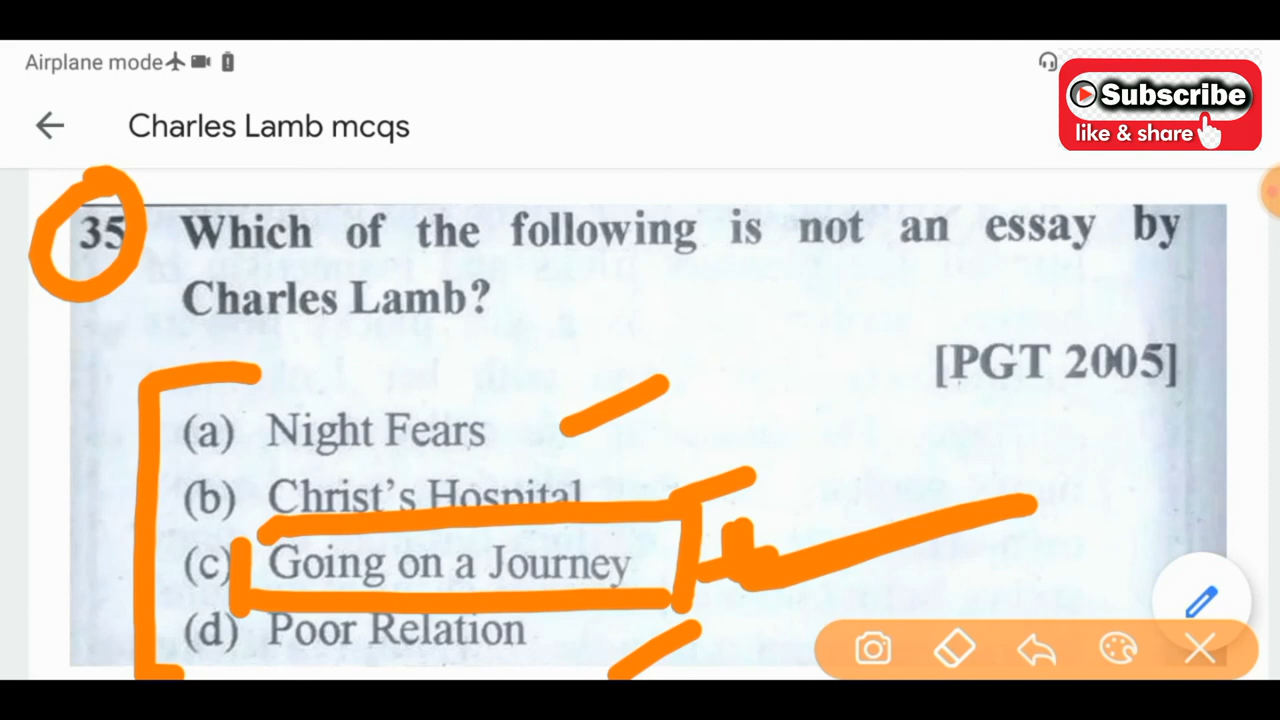 Airplane mode
Subscribe
like & share
Charles Lamb mcqs
35 Which of the following is not an essay by
Charles Lamb?
[PGT 2005]
(a) Night Fears
(b) Christ's Hospital
(c) Going on a Journey
(d) Poor Relation